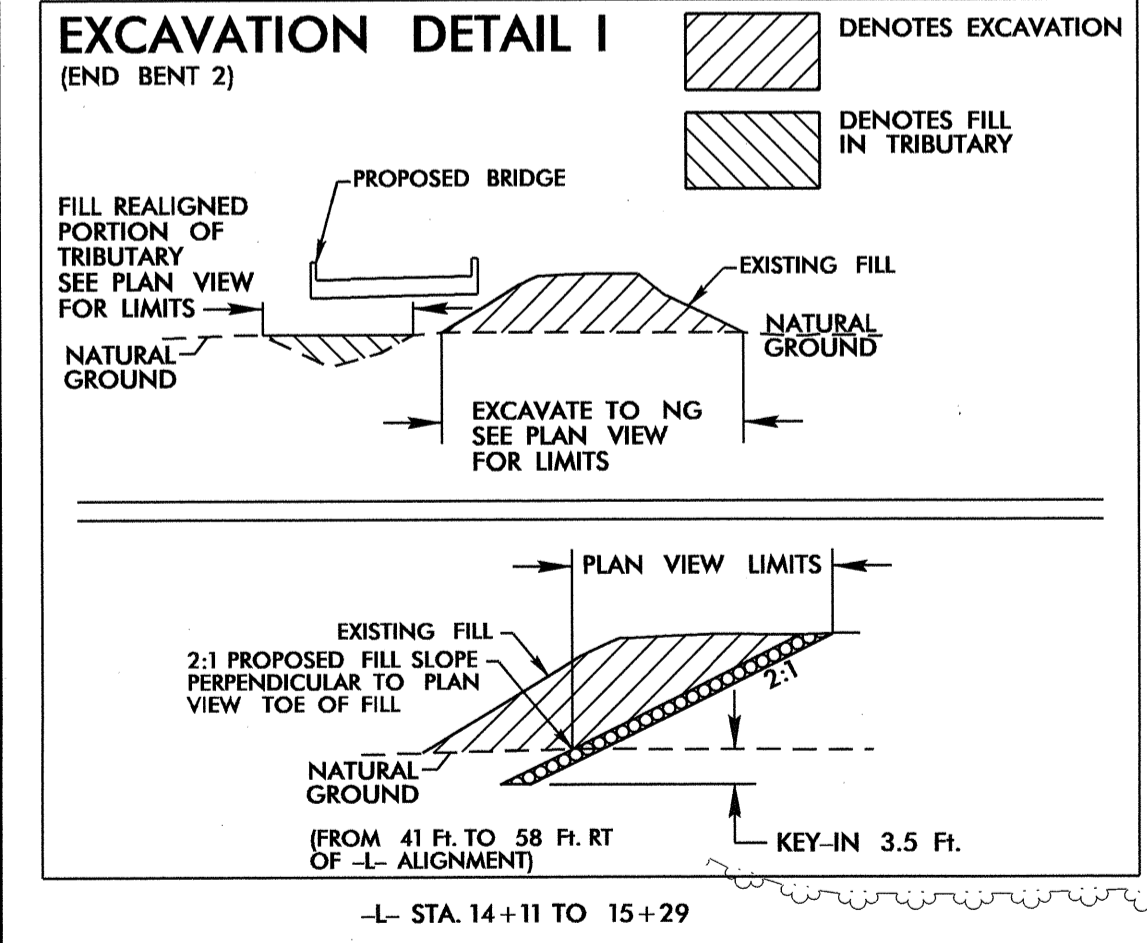 EXCAVATION DETAIL I
(END BENT 2)
DENOTES EXCAVATION
DENOTES FILL
IN TRIBUTARY
PROPOSED BRIDGE
FILL REALIGNED
PORTION OF
TRIBUTARY
SEE PLAN VIEW
FOR LIMITS
EXISTING FILL
NATURAL
GROUND
NATURAL
GROUND
EXCAVATE TO NG
SEE PLAN VIEW
FOR LIMITS
PLAN VIEW LIMITS
EXISTING FILL
2:1 PROPOSED FILL SLOPE
PERPENDICULAR TO PLAN
VIEW TOE OF FILL
2:1
NATURAL
GROUND
(FROM 41 Ft. TO 58 Ft. RT
OF -L- ALIGNMENT)
KEY-IN 3.5 Ft.
-L- STA. 14+11 TO 15+29